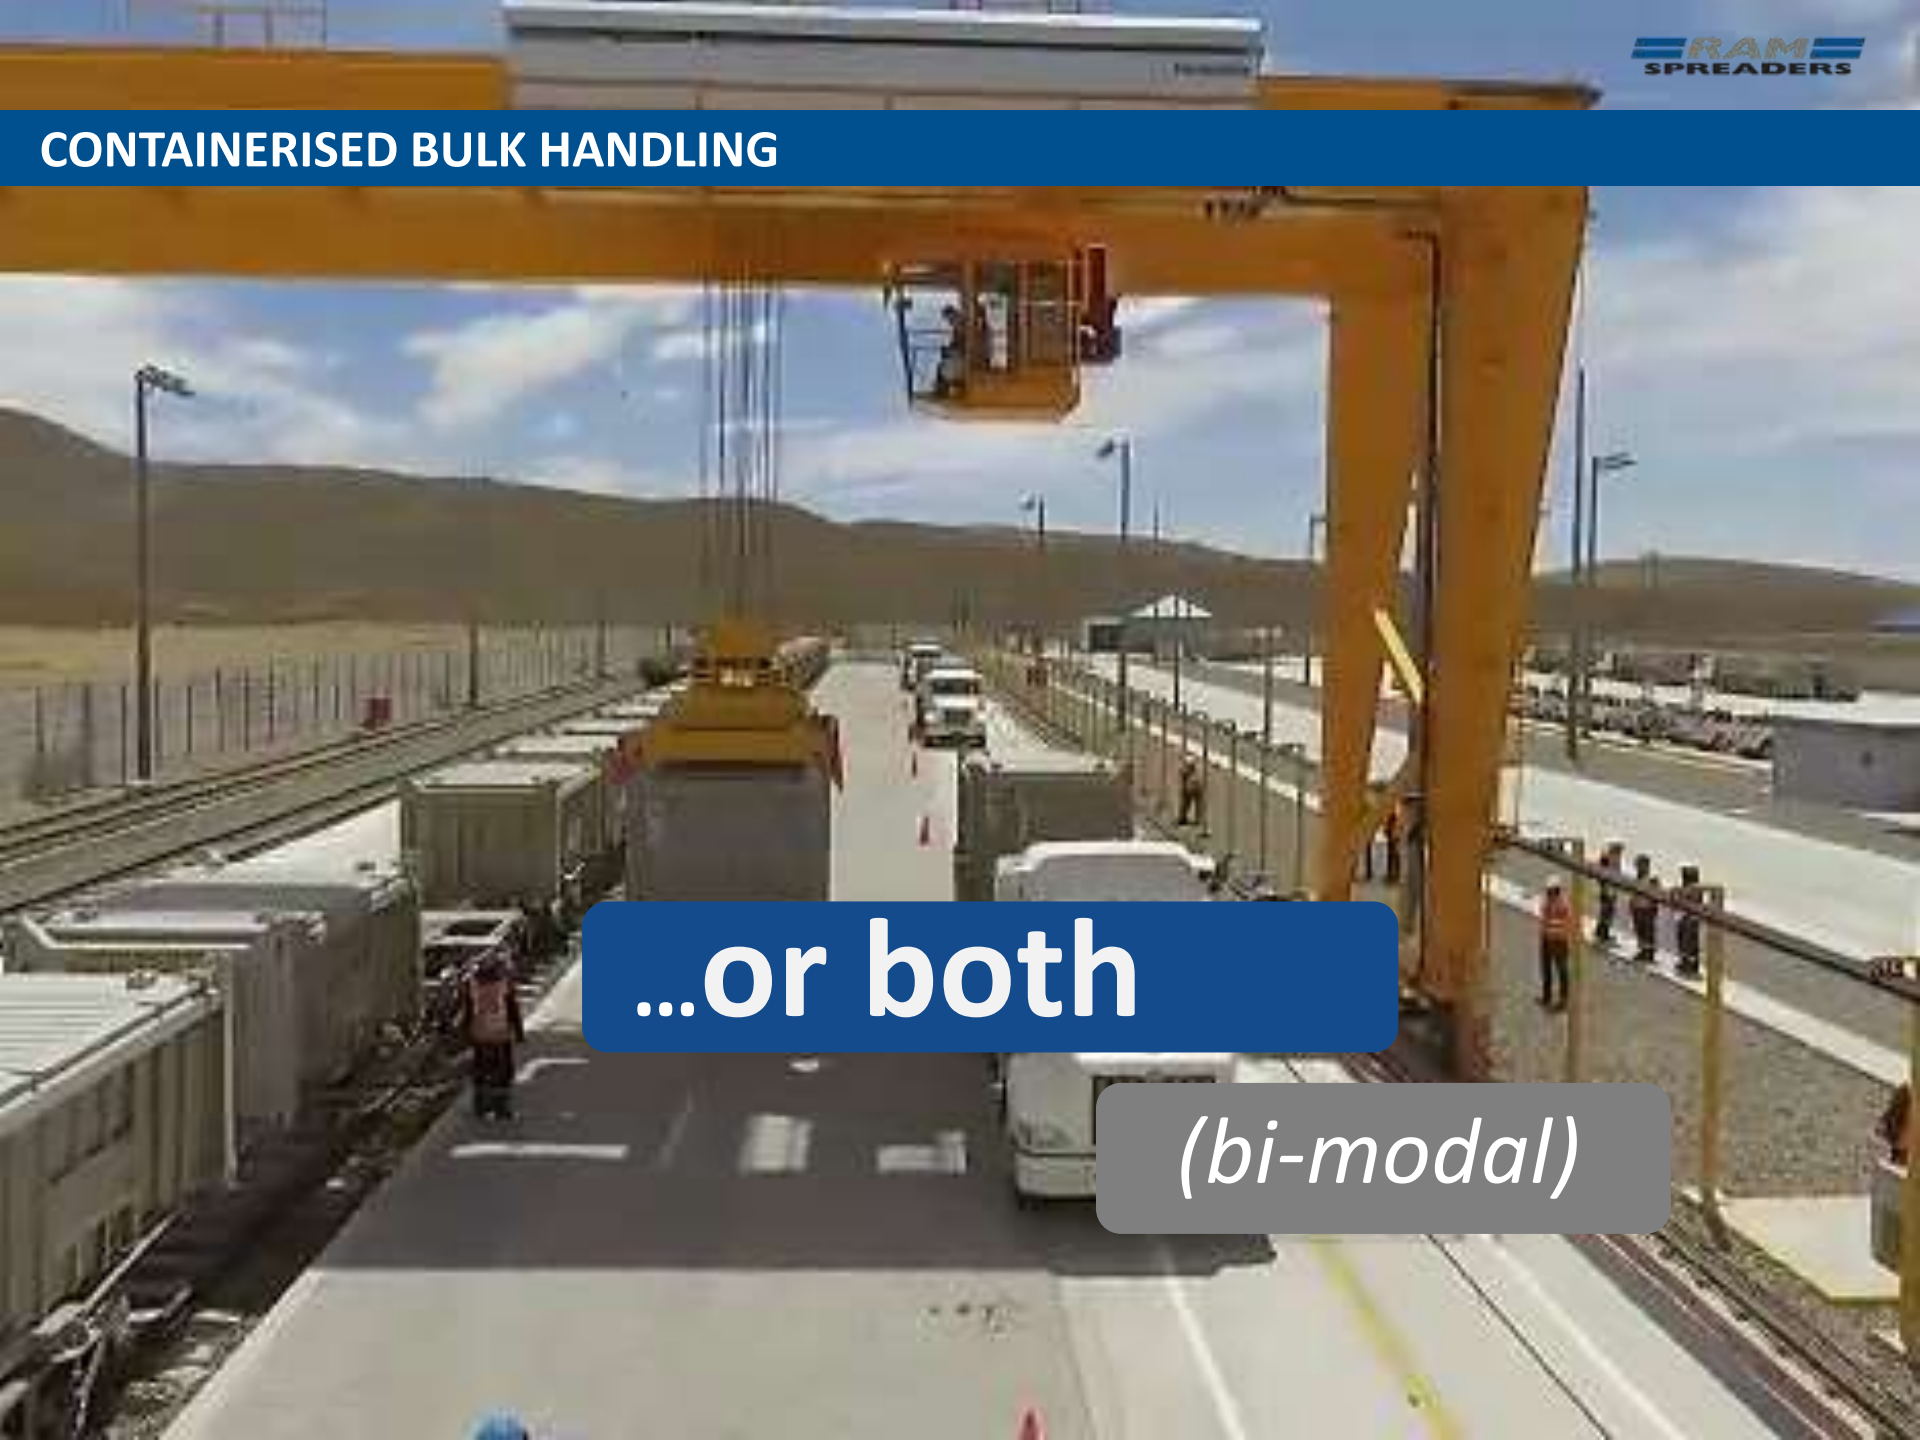 RAM
SPREADERS
CONTAINERISED BULK HANDLING
...or both
(bi-modal)